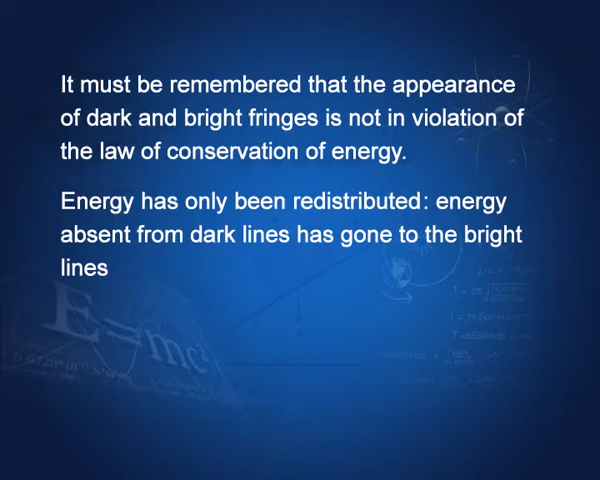 It must be remembered that the appearance
of dark and bright fringes is not in violation of
the law of conservation of energy.
Energy has only been redistributed: energy
absent from dark lines has gone to the bright
lines
E=mc²